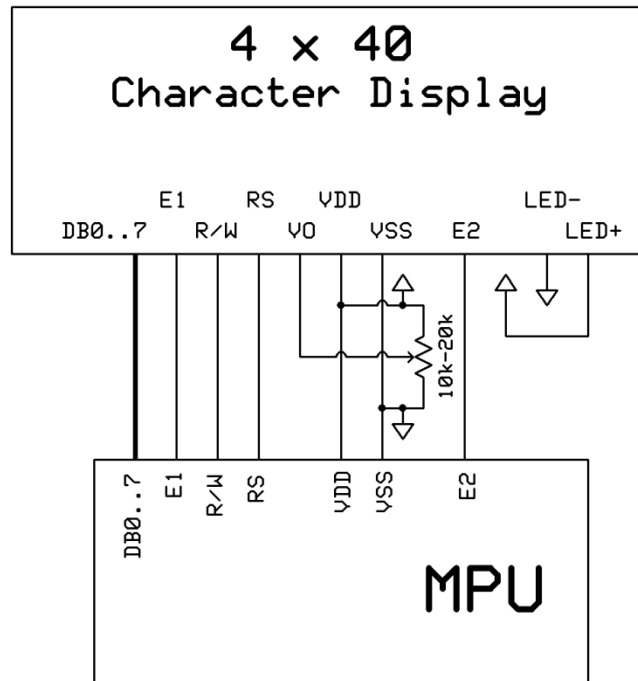 4 x 40
Character Display
E1 RS VDD LED-
DB0..7 R/W VO VSS E2 LED+
10k-20k
DB0..7 E1 R/W RS VDD VSS E2
MPU